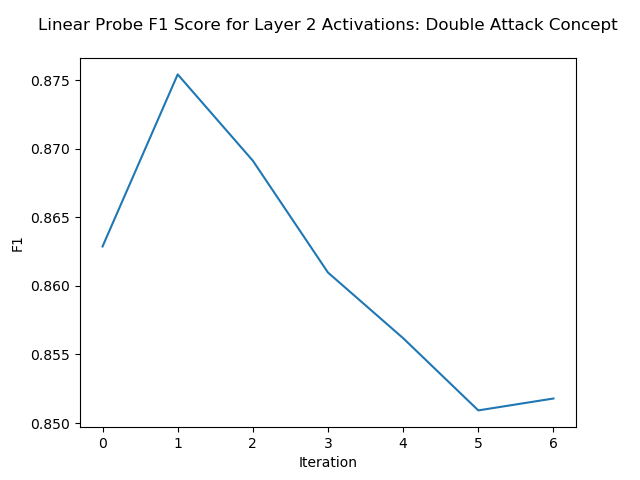 Linear Probe F1 Score for Layer 2 Activations: Double Attack Concept
0.875
0.870
0.865
0.860
0.855
0.850
F1
0 1 2 3 4 5 6
Iteration